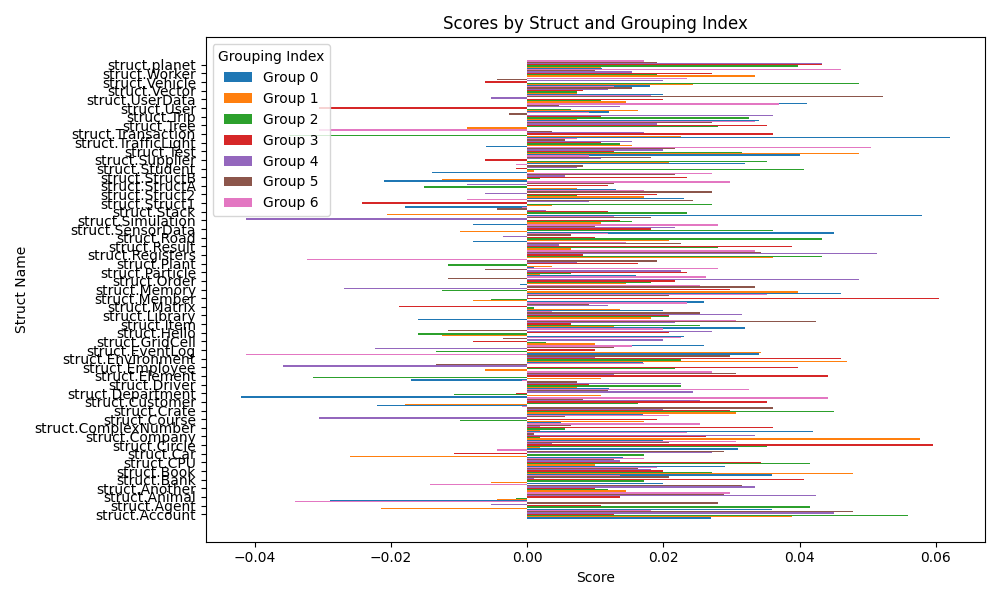 Scores by Struct and Grouping Index
Grouping Index
Group 0
Group 1
Group 2
Group 3
Group 4
Group 5
Group 6
Struct Name
struct.planet
struct.Worker
struct.Vehicle
struct.Vector
struct.UserData
struct.User
struct.Trip
struct.Tree
struct.Transaction
struct.TrafficLight
struct.Test
struct.Supplier
struct.Student
struct.StructB
struct.StructA
struct.Struct2
struct.Struct1
struct.Stack
struct.Simulation
struct.SensorData
struct.Road
struct.Result
struct.Registers
struct.Plant
struct.Particle
struct.Order
struct.Memory
struct.Member
struct.Matrix
struct.Library
struct.Item
struct.Hello
struct.GridCell
struct.EventLog
struct.Environment
struct.Employee
struct.Element
struct.Driver
struct.Department
struct.Customer
struct.Crate
struct.Course
struct.ComplexNumber
struct.Company
struct.Circle
struct.Car
struct.CPU
struct.Book
struct.Bank
struct.Another
struct.Animal
struct.Agent
struct.Account
−0.04 −0.02 0.00 0.02 0.04 0.06
Score